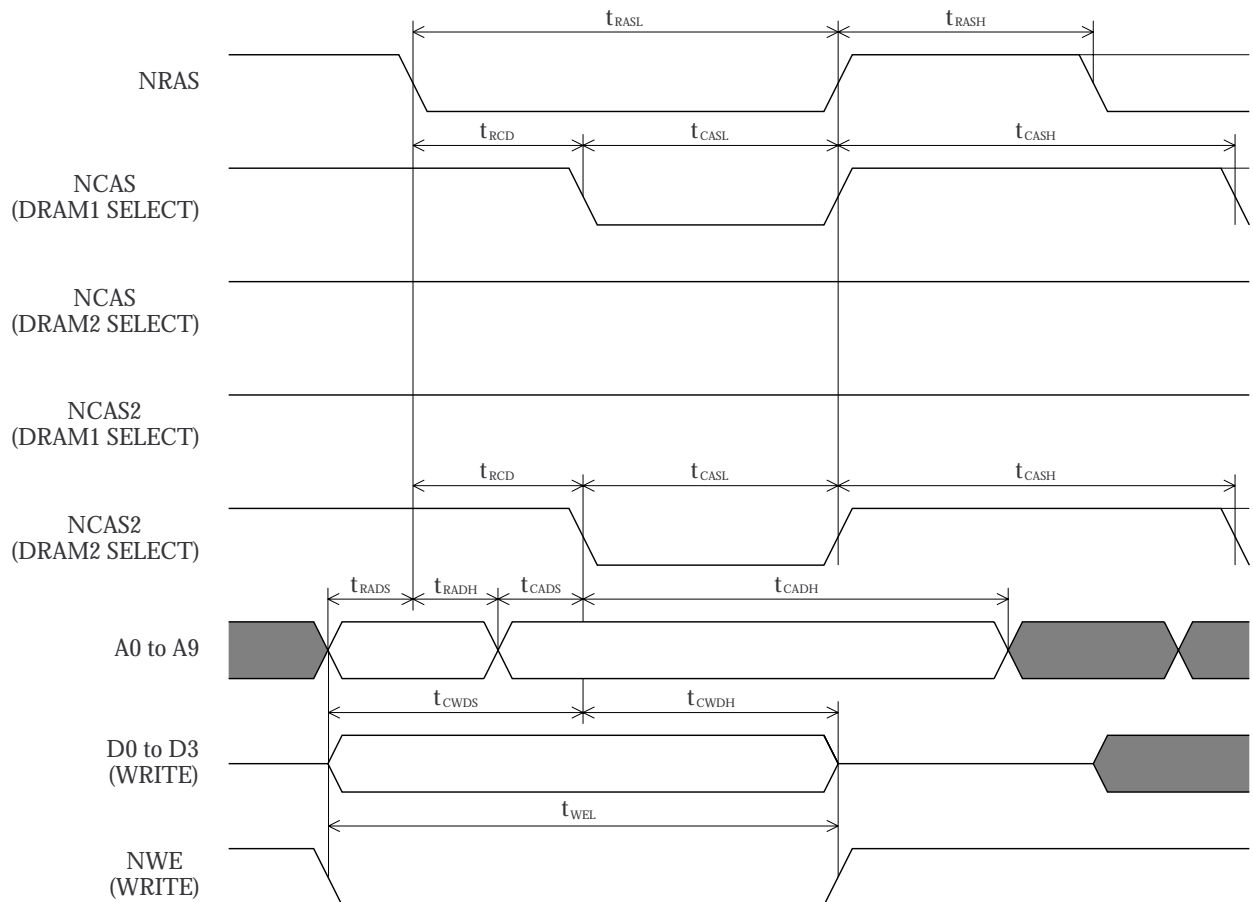 tRASL tRASH
NRAS
tRCD tCASL tCASH
NCAS
(DRAM1 SELECT)
NCAS
(DRAM2 SELECT)
NCAS2
(DRAM1 SELECT)
tRCD tCASL tCASH
NCAS2
(DRAM2 SELECT)
tRADS tRADH tCADS tCADH
A0 to A9
tCWDS tCWDH
D0 to D3
(WRITE)
tWEL
NWE
(WRITE)